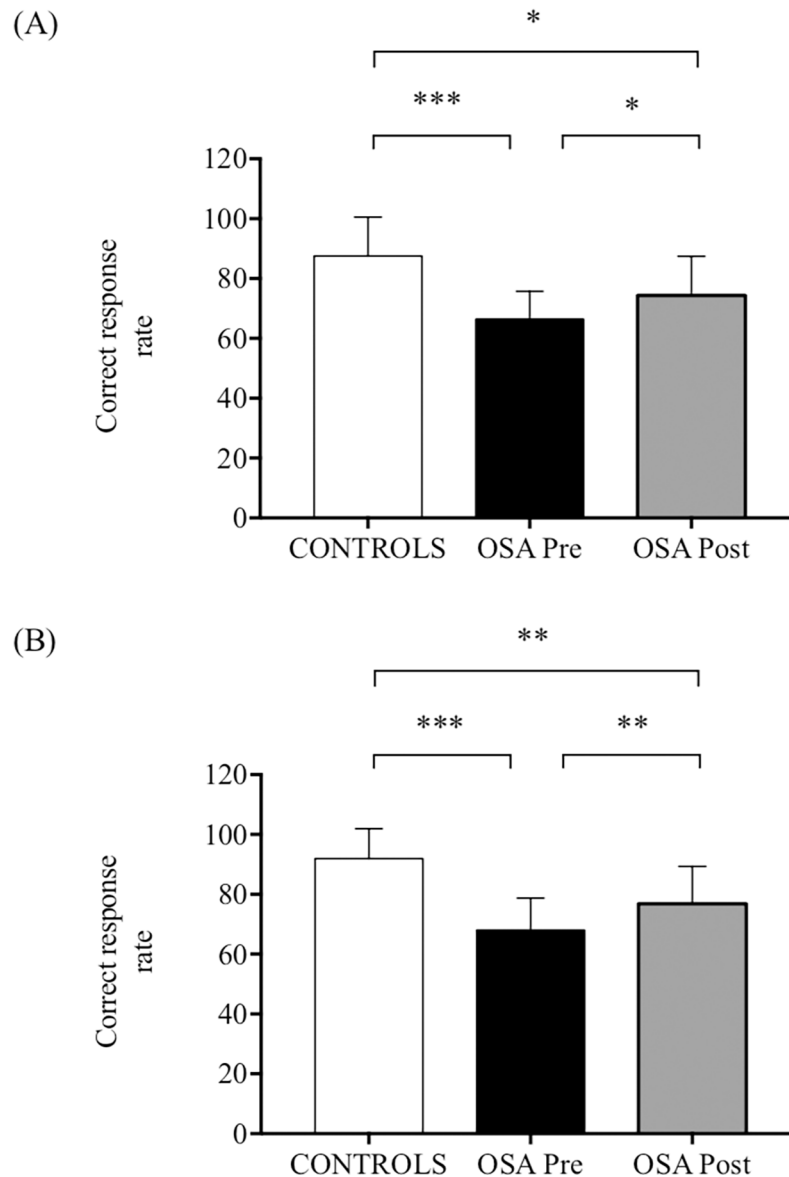 (A)
*
***
*
120
100
80
60
40
20
0
Correct response
rate
CONTROLS
OSA Pre
OSA Post
(B)
**
***
**
120
100
80
60
40
20
0
Correct response
rate
CONTROLS
OSA Pre
OSA Post